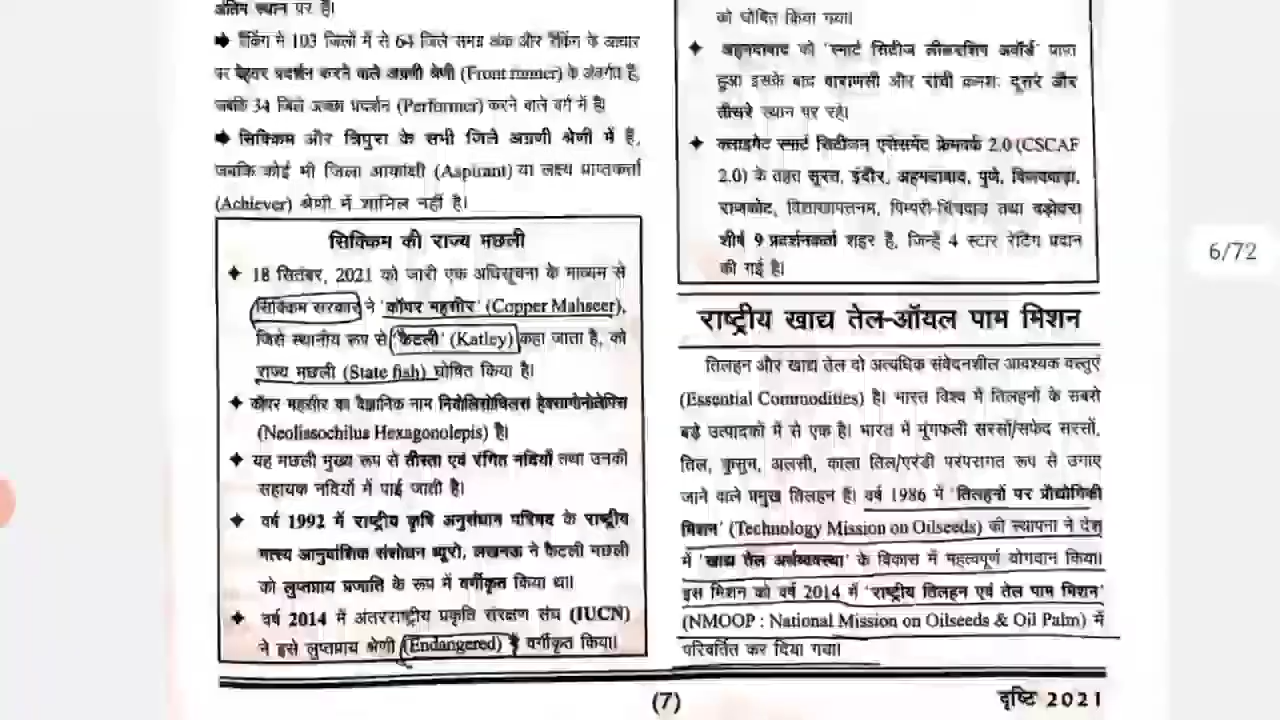 अंतिम स्थान पर है।
➔ रैंकिंग में 103 जिलों में से 64 जिले समग्र अंक और रैंकिंग के आधार
पर बेहतर प्रदर्शन करने वाले अग्रणी श्रेणी (Front runner) के अंतर्गत हैं,
जबकि 34 जिले अच्छा प्रदर्शन (Performer) करने वाले वर्ग में हैं।
➔ सिक्किम और त्रिपुरा के सभी जिले अग्रणी श्रेणी में हैं,
जबकि कोई भी जिला आकांक्षी (Aspirant) या लक्ष्य प्राप्तकर्ता
(Achiever) श्रेणी में शामिल नहीं है।
सिक्किम की राज्य मछली
✦ 18 सितंबर, 2021 को जारी एक अधिसूचना के माध्यम से
सिक्किम सरकार ने 'कॉपर महसीर' (Copper Mahseer),
जिसे स्थानीय रूप से 'कैटली' (Katley) कहा जाता है, को
राज्य मछली (State fish) घोषित किया है।
✦ कॉपर महसीर का वैज्ञानिक नाम नियोलिसोचिलस हेक्सागोनोलेपिस
(Neolissochilus Hexagonolepis) है।
✦ यह मछली मुख्य रूप से तीस्ता एवं रंगित नदियों तथा उनकी
सहायक नदियों में पाई जाती है।
✦ वर्ष 1992 में राष्ट्रीय कृषि अनुसंधान परिषद के राष्ट्रीय
मत्स्य आनुवांशिक संशोधन ब्यूरो, लखनऊ ने कैटली मछली
को लुप्तप्राय प्रजाति के रूप में वर्गीकृत किया था।
✦ वर्ष 2014 में अंतरराष्ट्रीय प्रकृति संरक्षण संघ (IUCN)
ने इसे लुप्तप्राय श्रेणी (Endangered) में वर्गीकृत किया।
को घोषित किया गया।
✦ अहमदाबाद को 'स्मार्ट सिटीज लीडरशिप अवॉर्ड' प्राप्त
हुआ इसके बाद वाराणसी और रांची क्रमशः दूसरे और
तीसरे स्थान पर रहे।
✦ क्लाइमेट स्मार्ट सिटीजन एसेसमेंट फ्रेमवर्क 2.0 (CSCAF
2.0) के तहत सूरत, इंदौर, अहमदाबाद, पुणे, विजयवाड़ा,
राजकोट, विशाखापत्तनम, पिम्परी-चिंचवाड़ तथा वड़ोदरा
शीर्ष 9 प्रदर्शनकर्ता शहर हैं, जिन्हें 4 स्टार रेटिंग प्रदान
की गई है।
राष्ट्रीय खाद्य तेल-ऑयल पाम मिशन
तिलहन और खाद्य तेल दो अत्यधिक संवेदनशील आवश्यक वस्तुएं
(Essential Commodities) है। भारत विश्व में तिलहनों के सबसे
बड़े उत्पादकों में से एक है। भारत में मूंगफली सरसों/सफेद सरसों,
तिल, कुसुम, अलसी, काला तिल/एरंडी परंपरागत रूप से उगाए
जाने वाले प्रमुख तिलहन हैं। वर्ष 1986 में 'तिलहनों पर प्रौद्योगिकी
मिशन' (Technology Mission on Oilseeds) की स्थापना ने देश
में 'खाद्य तेल अर्थव्यवस्था' के विकास में महत्वपूर्ण योगदान किया।
इस मिशन को वर्ष 2014 में 'राष्ट्रीय तिलहन एवं तेल पाम मिशन'
(NMOOP : National Mission on Oilseeds & Oil Palm) में
परिवर्तित कर दिया गया।
(7)
दृष्टि 2021
6/72